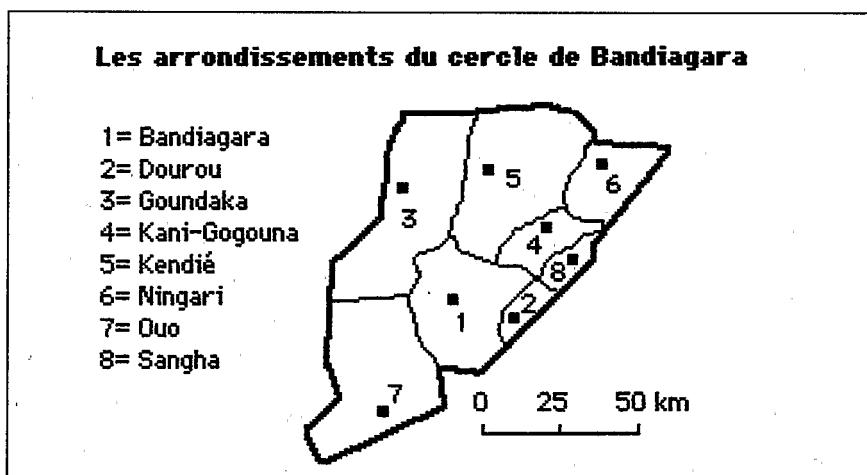 Les arrondissements du cercle de Bandiagara
1= Bandiagara
2= Dourou
3= Goundaka
4= Kani-Gogouna
5= Kendié
6= Ningari
7= Ouo
8= Sangha
5
6
3
4
8
1
2
7
0 25 50 km